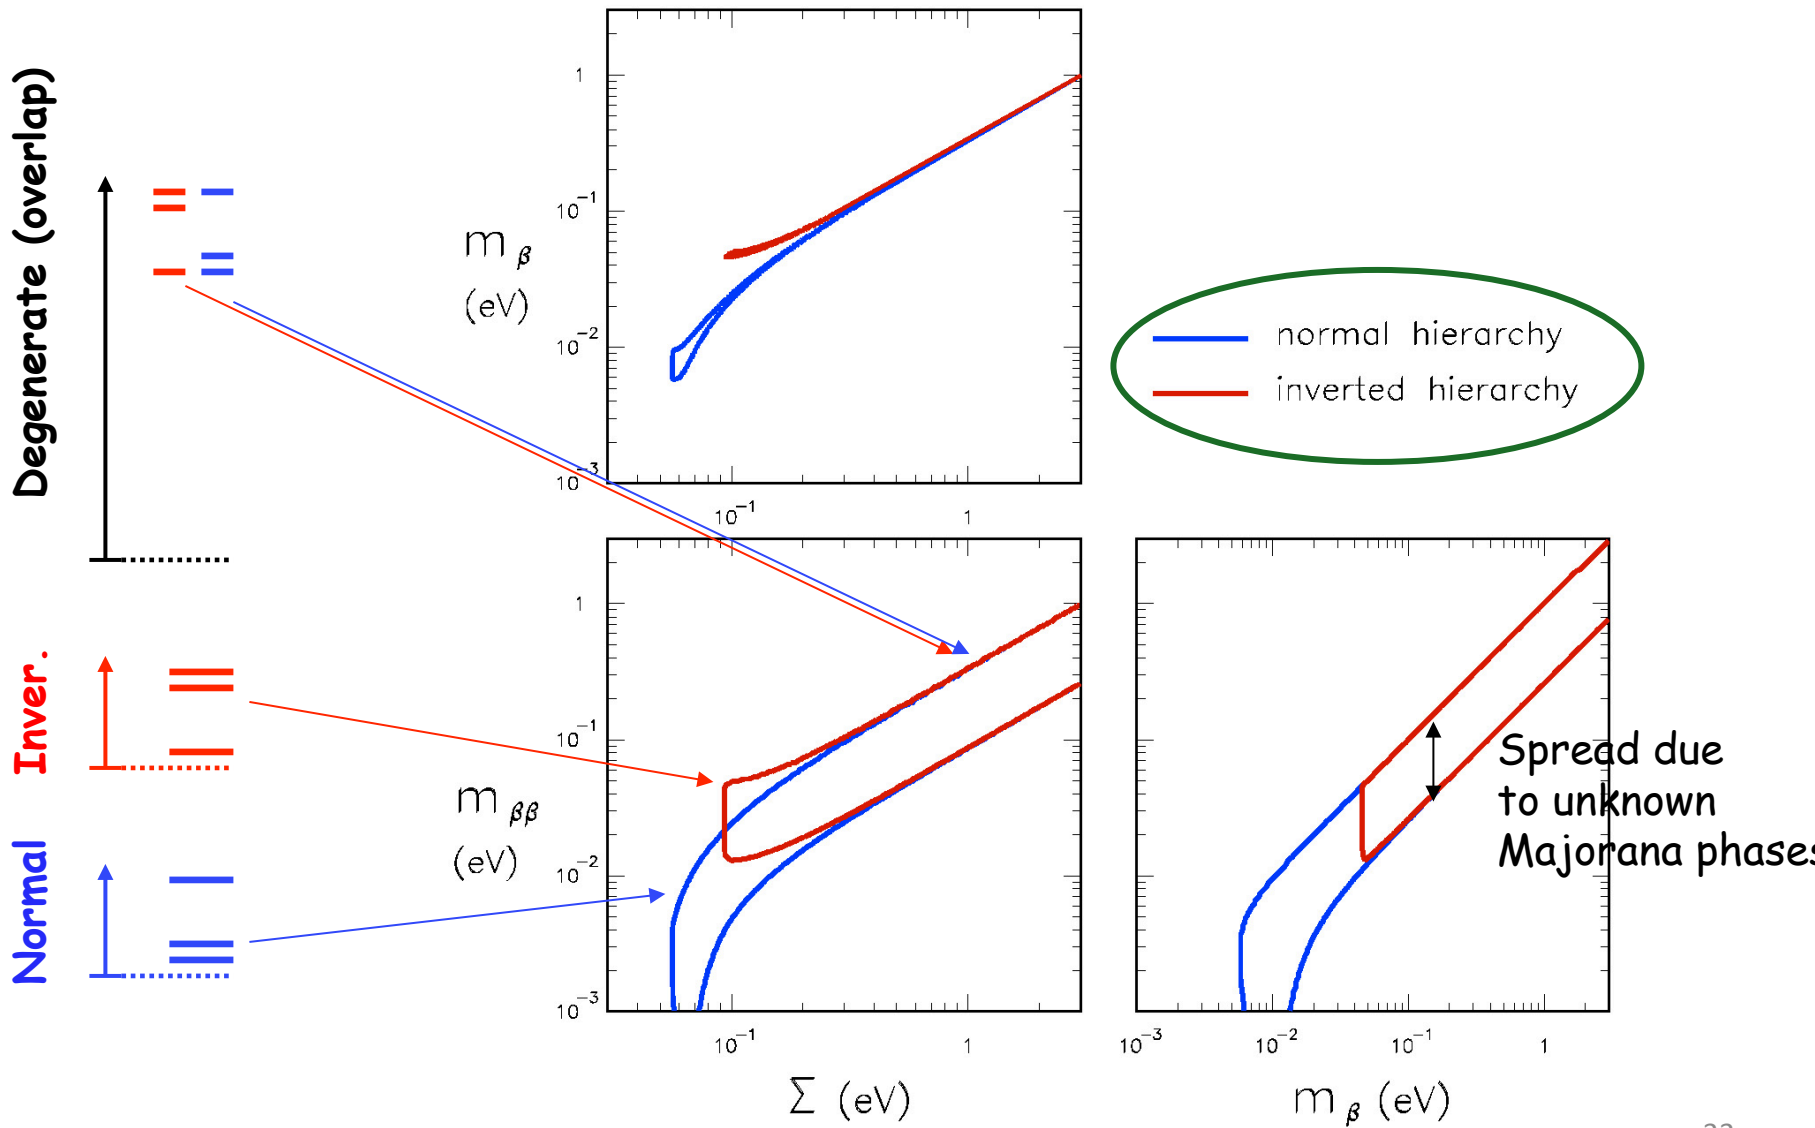 Degenerate (overlap)
Inver.
Normal
m β
(eV)
1
10⁻¹
10⁻²
10⁻³
10⁻¹
1
normal hierarchy
inverted hierarchy
m ββ
(eV)
1
10⁻¹
10⁻²
10⁻³
10⁻¹
1
Σ (eV)
Spread due
to unknown
Majorana phases
10⁻³
10⁻²
10⁻¹
1
m β (eV)